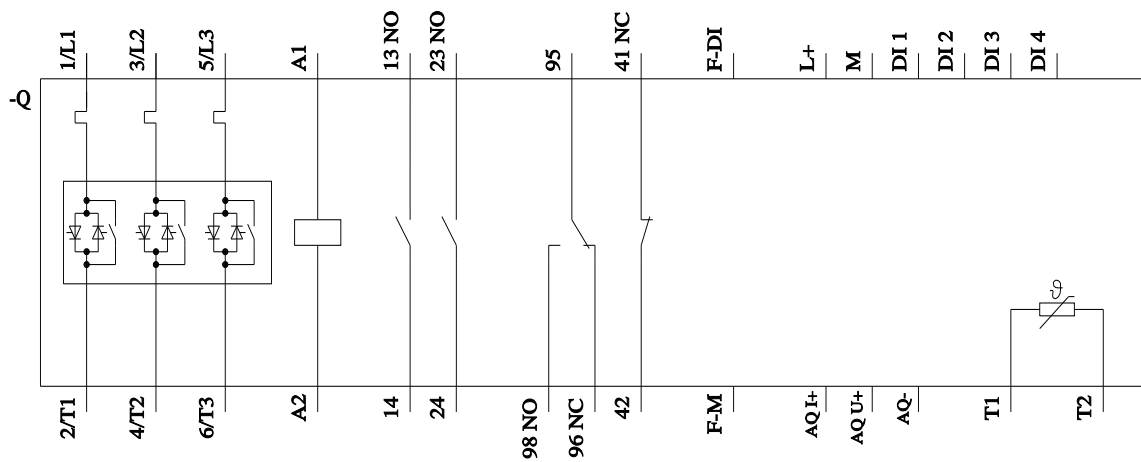 1/L1
3/L2
5/L3
A1
13 NO
23 NO
95
41 NC
F-DI
L+
M
DI 1
DI 2
DI 3
DI 4
-Q
ϑ
2/T1
4/T2
6/T3
A2
14
24
98 NO
96 NC
42
F-M
AQ I+
AQ U+
AQ-
T1
T2